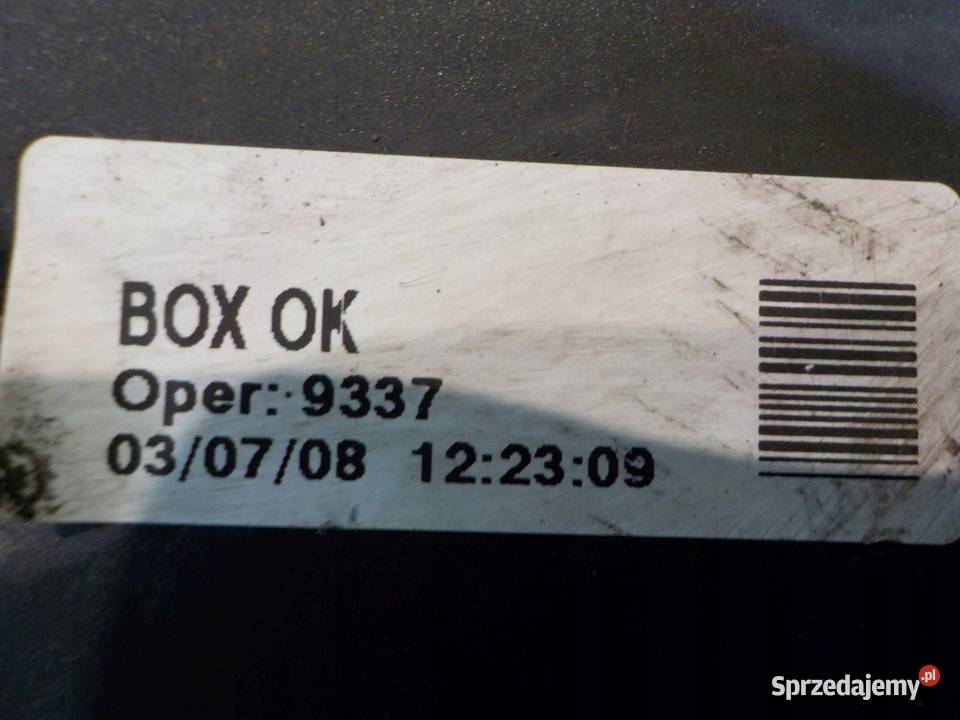 BOX OK
Oper: 9337
03/07/08 12:23:09
Sprzedajemy.pl